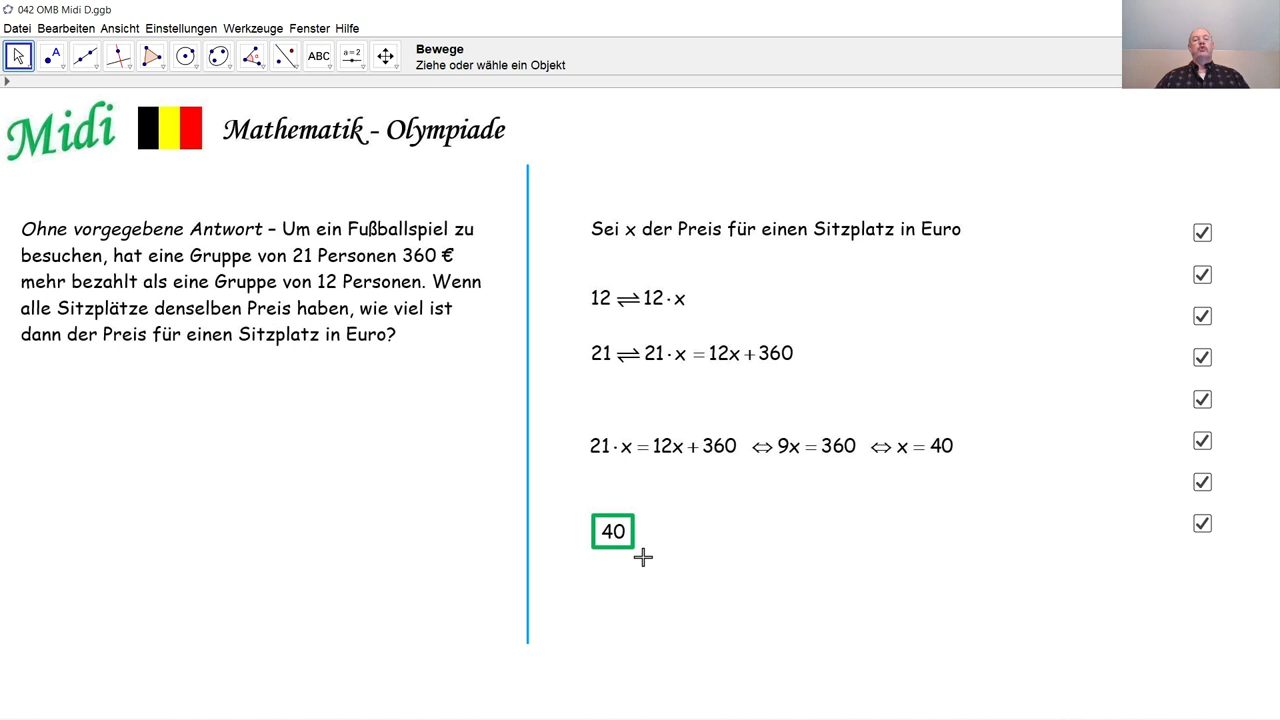 042 OMB Midi D.ggb
Datei Bearbeiten Ansicht Einstellungen Werkzeuge Fenster Hilfe
A
ABC
a=2
Bewege
Ziehe oder wähle ein Objekt
Midi
Mathematik - Olympiade
Ohne vorgegebene Antwort – Um ein Fußballspiel zu
besuchen, hat eine Gruppe von 21 Personen 360 €
mehr bezahlt als eine Gruppe von 12 Personen. Wenn
alle Sitzplätze denselben Preis haben, wie viel ist
dann der Preis für einen Sitzplatz in Euro?
Sei x der Preis für einen Sitzplatz in Euro
12 ⇌ 12 · x
21 ⇌ 21 · x = 12x + 360
21 · x = 12x + 360 ⇔ 9x = 360 ⇔ x = 40
40